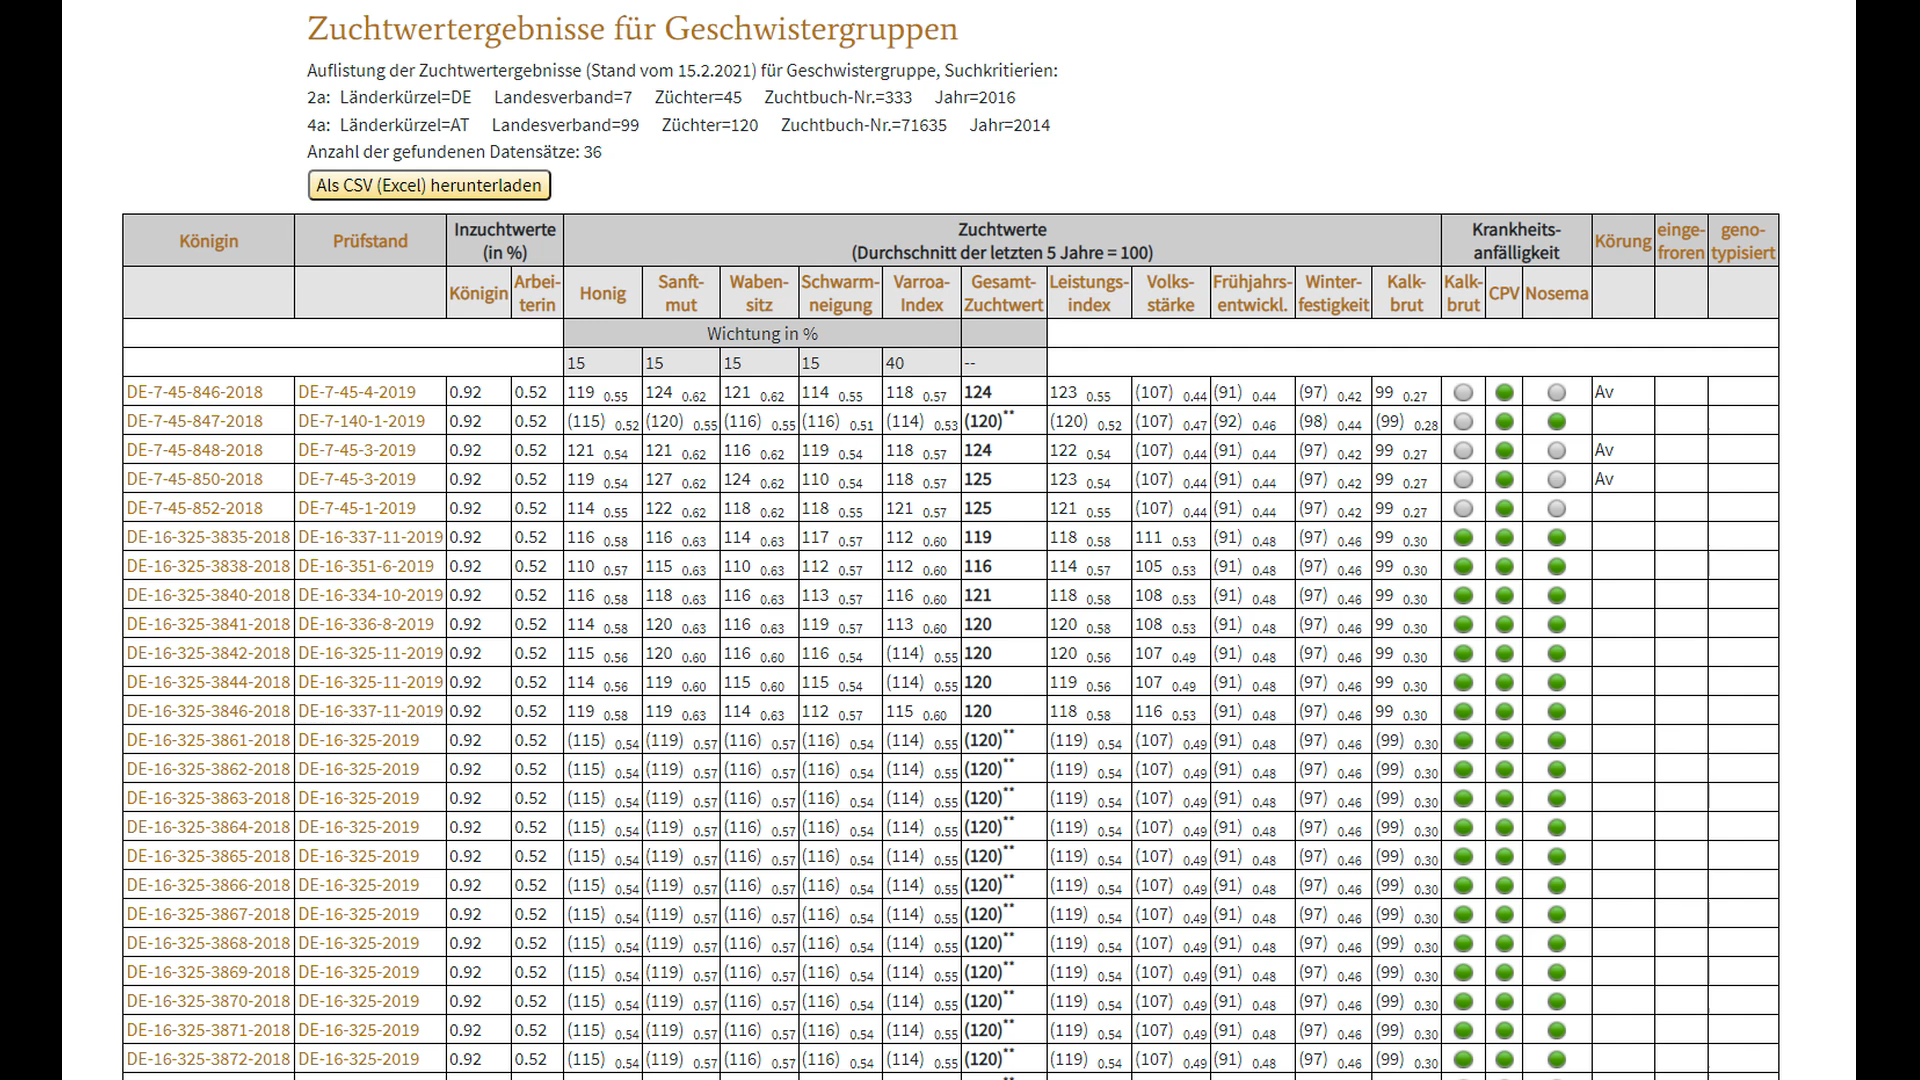 Zuchtwertergebnisse für Geschwistergruppen
Auflistung der Zuchtwertergebnisse (Stand vom 15.2.2021) für Geschwistergruppe, Suchkritierien:
2a: Länderkürzel=DE Landesverband=7 Züchter=45 Zuchtbuch-Nr.=333 Jahr=2016
4a: Länderkürzel=AT Landesverband=99 Züchter=120 Zuchtbuch-Nr.=71635 Jahr=2014
Anzahl der gefundenen Datensätze: 36
Als CSV (Excel) herunterladen
Königin Prüfstand Inzuchtwerte (in %) Zuchtwerte (Durchschnitt der letzten 5 Jahre = 100) Krankheits-anfälligkeit Körung einge-froren geno-typisiert
Königin Arbei-terin Honig Sanft-mut Waben-sitz Schwarm-neigung Varroa-Index Gesamt-Zuchtwert Leistungs-index Volks-stärke Frühjahrs-entwickl. Winter-festigkeit Kalk-brut Kalk-brut CPV Nosema
Wichtung in %
15 15 15 15 40 --
DE-7-45-846-2018 DE-7-45-4-2019 0.92 0.52 119 0.55 124 0.62 121 0.62 114 0.55 118 0.57 124 123 0.55 (107) 0.44 (91) 0.44 (97) 0.42 99 0.27 Av
DE-7-45-847-2018 DE-7-140-1-2019 0.92 0.52 (115) 0.52 (120) 0.55 (116) 0.55 (116) 0.51 (114) 0.53 (120)** (120) 0.52 (107) 0.47 (92) 0.46 (98) 0.44 (99) 0.28
DE-7-45-848-2018 DE-7-45-3-2019 0.92 0.52 121 0.54 121 0.62 116 0.62 119 0.54 118 0.57 124 122 0.54 (107) 0.44 (91) 0.44 (97) 0.42 99 0.27 Av
DE-7-45-850-2018 DE-7-45-3-2019 0.92 0.52 119 0.54 127 0.62 124 0.62 110 0.54 118 0.57 125 123 0.54 (107) 0.44 (91) 0.44 (97) 0.42 99 0.27 Av
DE-7-45-852-2018 DE-7-45-1-2019 0.92 0.52 114 0.55 122 0.62 118 0.62 118 0.55 121 0.57 125 121 0.55 (107) 0.44 (91) 0.44 (97) 0.42 99 0.27
DE-16-325-3835-2018 DE-16-337-11-2019 0.92 0.52 116 0.58 116 0.63 114 0.63 117 0.57 112 0.60 119 118 0.58 111 0.53 (91) 0.48 (97) 0.46 99 0.30
DE-16-325-3838-2018 DE-16-351-6-2019 0.92 0.52 110 0.57 115 0.63 110 0.63 112 0.57 112 0.60 116 114 0.57 105 0.53 (91) 0.48 (97) 0.46 99 0.30
DE-16-325-3840-2018 DE-16-334-10-2019 0.92 0.52 116 0.58 118 0.63 116 0.63 113 0.57 116 0.60 121 118 0.58 108 0.53 (91) 0.48 (97) 0.46 99 0.30
DE-16-325-3841-2018 DE-16-336-8-2019 0.92 0.52 114 0.58 120 0.63 116 0.63 119 0.57 113 0.60 120 120 0.58 108 0.53 (91) 0.48 (97) 0.46 99 0.30
DE-16-325-3842-2018 DE-16-325-11-2019 0.92 0.52 115 0.56 120 0.60 116 0.60 116 0.54 (114) 0.55 120 120 0.56 107 0.49 (91) 0.48 (97) 0.46 99 0.30
DE-16-325-3844-2018 DE-16-325-11-2019 0.92 0.52 114 0.56 119 0.60 115 0.60 115 0.54 (114) 0.55 120 119 0.56 107 0.49 (91) 0.48 (97) 0.46 99 0.30
DE-16-325-3846-2018 DE-16-337-11-2019 0.92 0.52 119 0.58 119 0.63 114 0.63 112 0.57 115 0.60 120 118 0.58 116 0.53 (91) 0.48 (97) 0.46 99 0.30
DE-16-325-3861-2018 DE-16-325-2019 0.92 0.52 (115) 0.54 (119) 0.57 (116) 0.57 (116) 0.54 (114) 0.55 (120)** (119) 0.54 (107) 0.49 (91) 0.48 (97) 0.46 (99) 0.30
DE-16-325-3862-2018 DE-16-325-2019 0.92 0.52 (115) 0.54 (119) 0.57 (116) 0.57 (116) 0.54 (114) 0.55 (120)** (119) 0.54 (107) 0.49 (91) 0.48 (97) 0.46 (99) 0.30
DE-16-325-3863-2018 DE-16-325-2019 0.92 0.52 (115) 0.54 (119) 0.57 (116) 0.57 (116) 0.54 (114) 0.55 (120)** (119) 0.54 (107) 0.49 (91) 0.48 (97) 0.46 (99) 0.30
DE-16-325-3864-2018 DE-16-325-2019 0.92 0.52 (115) 0.54 (119) 0.57 (116) 0.57 (116) 0.54 (114) 0.55 (120)** (119) 0.54 (107) 0.49 (91) 0.48 (97) 0.46 (99) 0.30
DE-16-325-3865-2018 DE-16-325-2019 0.92 0.52 (115) 0.54 (119) 0.57 (116) 0.57 (116) 0.54 (114) 0.55 (120)** (119) 0.54 (107) 0.49 (91) 0.48 (97) 0.46 (99) 0.30
DE-16-325-3866-2018 DE-16-325-2019 0.92 0.52 (115) 0.54 (119) 0.57 (116) 0.57 (116) 0.54 (114) 0.55 (120)** (119) 0.54 (107) 0.49 (91) 0.48 (97) 0.46 (99) 0.30
DE-16-325-3867-2018 DE-16-325-2019 0.92 0.52 (115) 0.54 (119) 0.57 (116) 0.57 (116) 0.54 (114) 0.55 (120)** (119) 0.54 (107) 0.49 (91) 0.48 (97) 0.46 (99) 0.30
DE-16-325-3868-2018 DE-16-325-2019 0.92 0.52 (115) 0.54 (119) 0.57 (116) 0.57 (116) 0.54 (114) 0.55 (120)** (119) 0.54 (107) 0.49 (91) 0.48 (97) 0.46 (99) 0.30
DE-16-325-3869-2018 DE-16-325-2019 0.92 0.52 (115) 0.54 (119) 0.57 (116) 0.57 (116) 0.54 (114) 0.55 (120)** (119) 0.54 (107) 0.49 (91) 0.48 (97) 0.46 (99) 0.30
DE-16-325-3870-2018 DE-16-325-2019 0.92 0.52 (115) 0.54 (119) 0.57 (116) 0.57 (116) 0.54 (114) 0.55 (120)** (119) 0.54 (107) 0.49 (91) 0.48 (97) 0.46 (99) 0.30
DE-16-325-3871-2018 DE-16-325-2019 0.92 0.52 (115) 0.54 (119) 0.57 (116) 0.57 (116) 0.54 (114) 0.55 (120)** (119) 0.54 (107) 0.49 (91) 0.48 (97) 0.46 (99) 0.30
DE-16-325-3872-2018 DE-16-325-2019 0.92 0.52 (115) 0.54 (119) 0.57 (116) 0.57 (116) 0.54 (114) 0.55 (120)** (119) 0.54 (107) 0.49 (91) 0.48 (97) 0.46 (99) 0.30